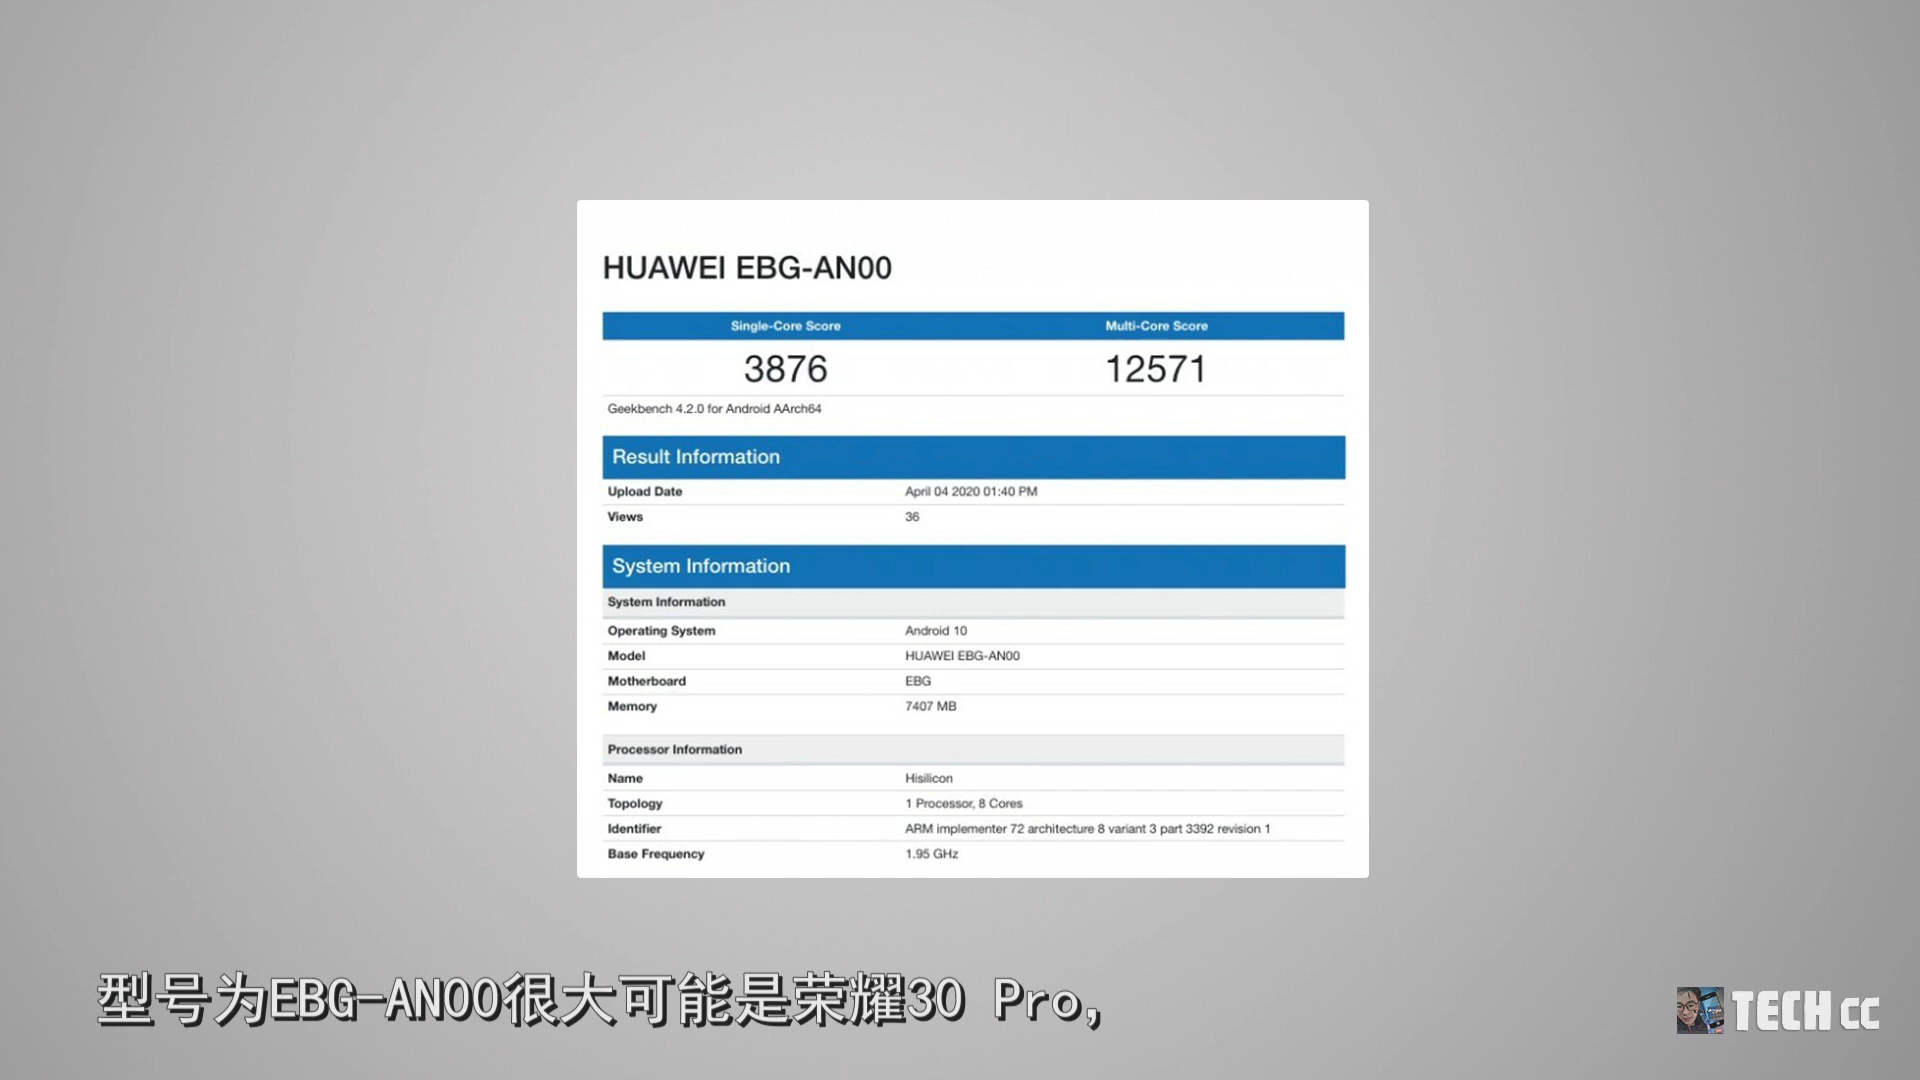 HUAWEI EBG-AN00
Single-Core Score Multi-Core Score
3876 12571
Geekbench 4.2.0 for Android AArch64
Result Information
Upload Date April 04 2020 01:40 PM
Views 36
System Information
System Information
Operating System Android 10
Model HUAWEI EBG-AN00
Motherboard EBG
Memory 7407 MB
Processor Information
Name Hisilicon
Topology 1 Processor, 8 Cores
Identifier ARM implementer 72 architecture 8 variant 3 part 3392 revision 1
Base Frequency 1.95 GHz
型号为EBG-AN00很大可能是荣耀30 Pro,
TECH CC